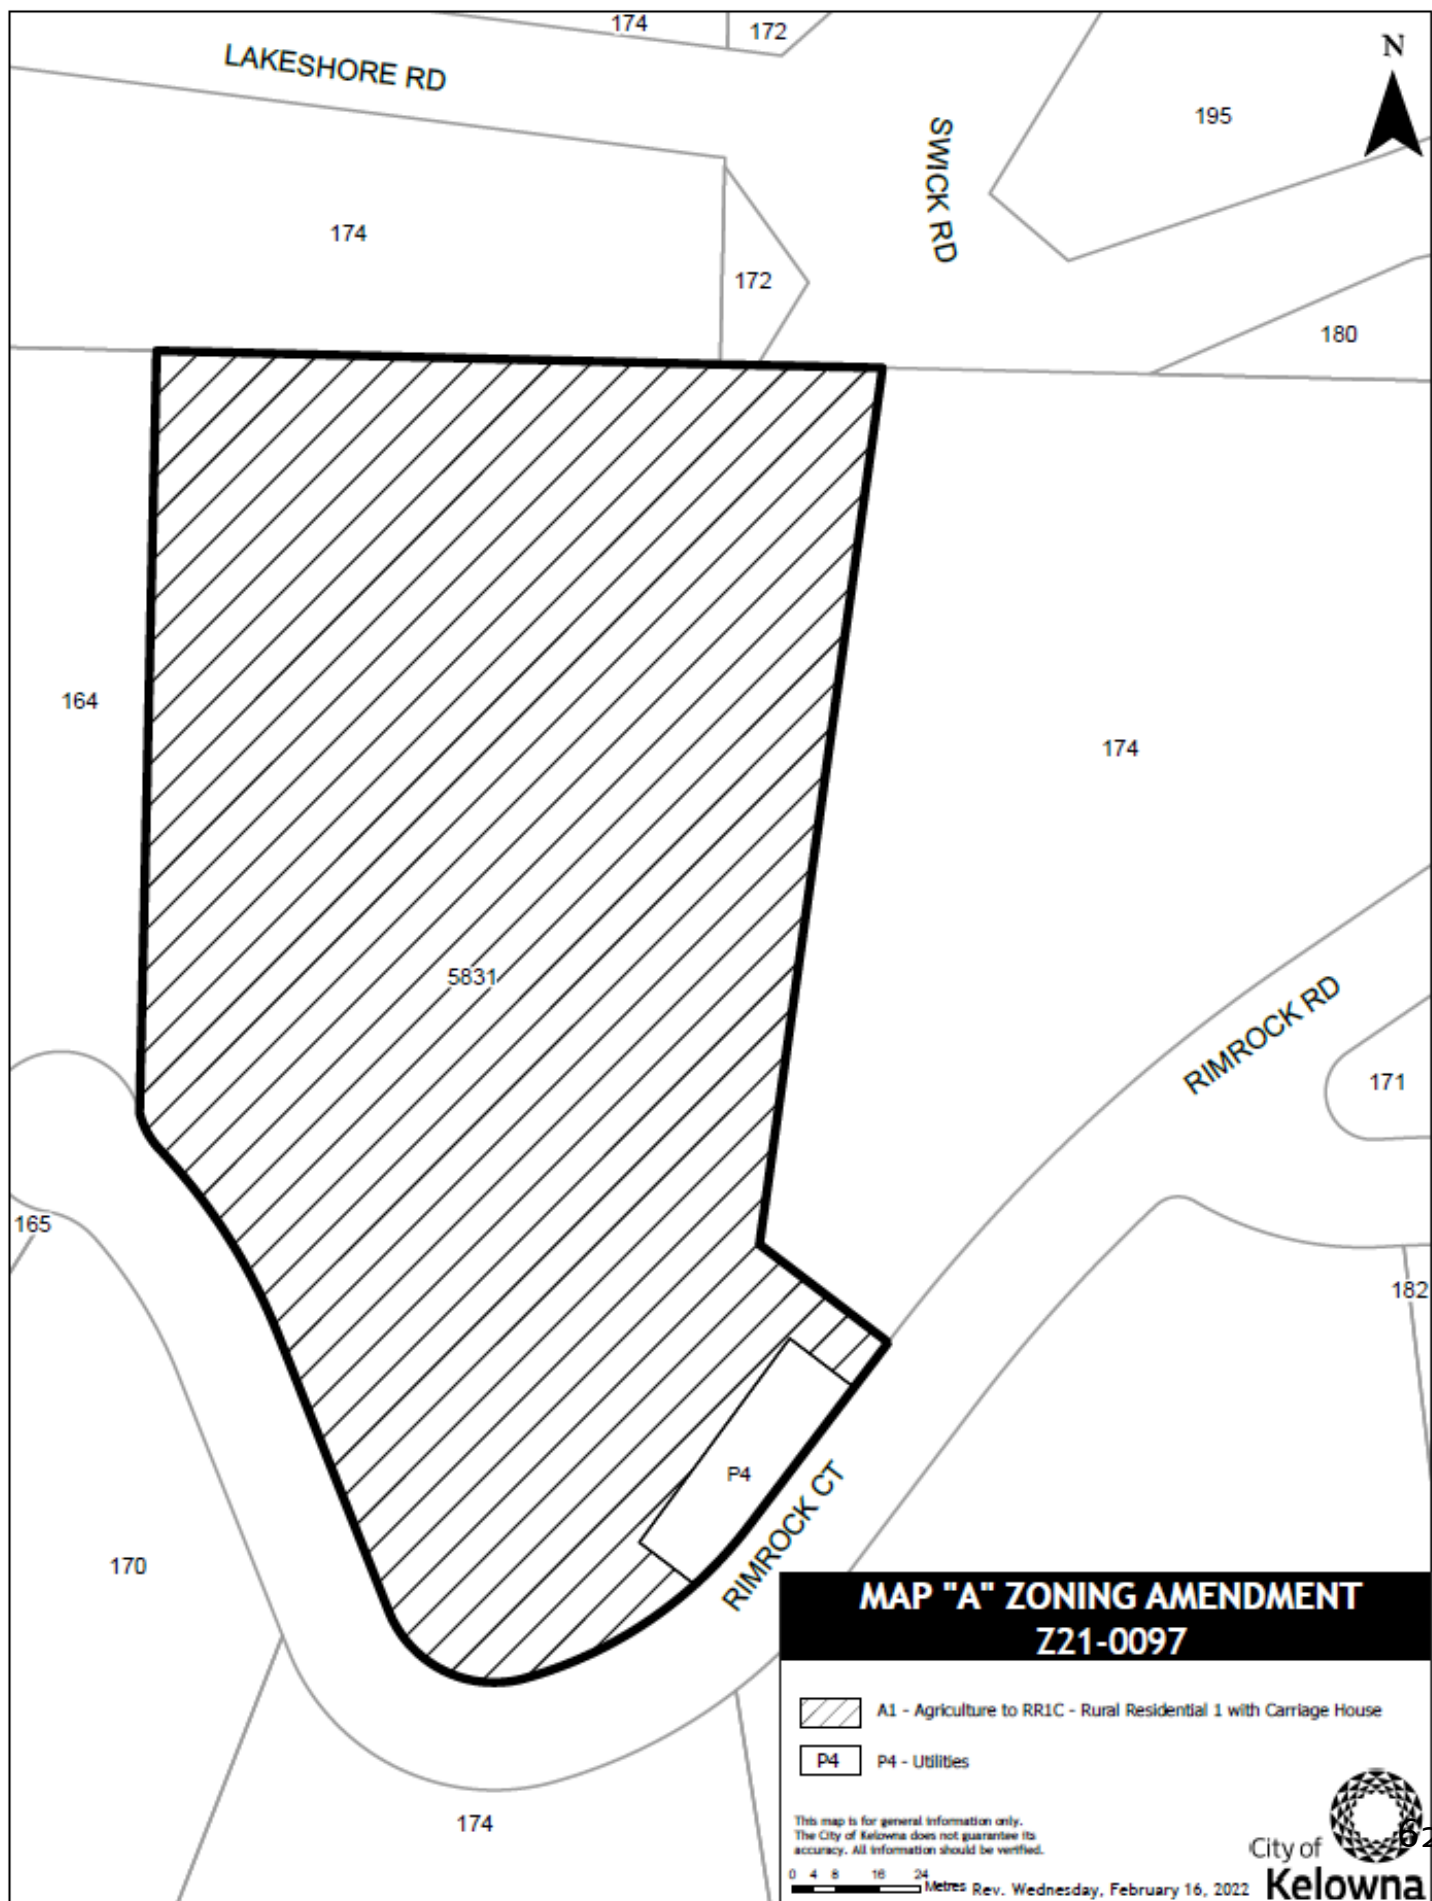 174
172
N
LAKESHORE RD
195
SWICK RD
174
172
180
164
174
5831
RIMROCK RD
171
165
182
P4
RIMROCK CT
170
174
MAP "A" ZONING AMENDMENT
Z21-0097
A1 - Agriculture to RR1C - Rural Residential 1 with Carriage House
P4 P4 - Utilities
This map is for general information only.
The City of Kelowna does not guarantee its
accuracy. All information should be verified.
0 4 8 16 24
Metres Rev. Wednesday, February 16, 2022
City of
Kelowna